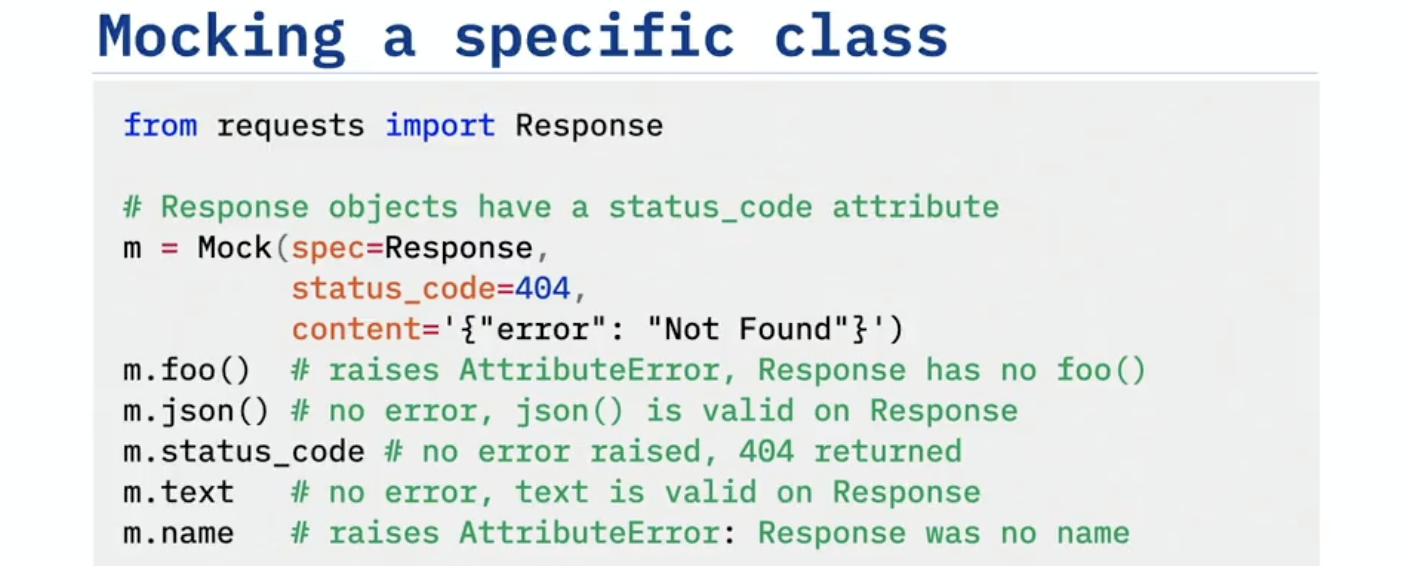 Mocking a specific class
from requests import Response
# Response objects have a status_code attribute
m = Mock(spec=Response,
status_code=404,
content='{"error": "Not Found"}')
m.foo() # raises AttributeError, Response has no foo()
m.json() # no error, json() is valid on Response
m.status_code # no error raised, 404 returned
m.text # no error, text is valid on Response
m.name # raises AttributeError: Response was no name